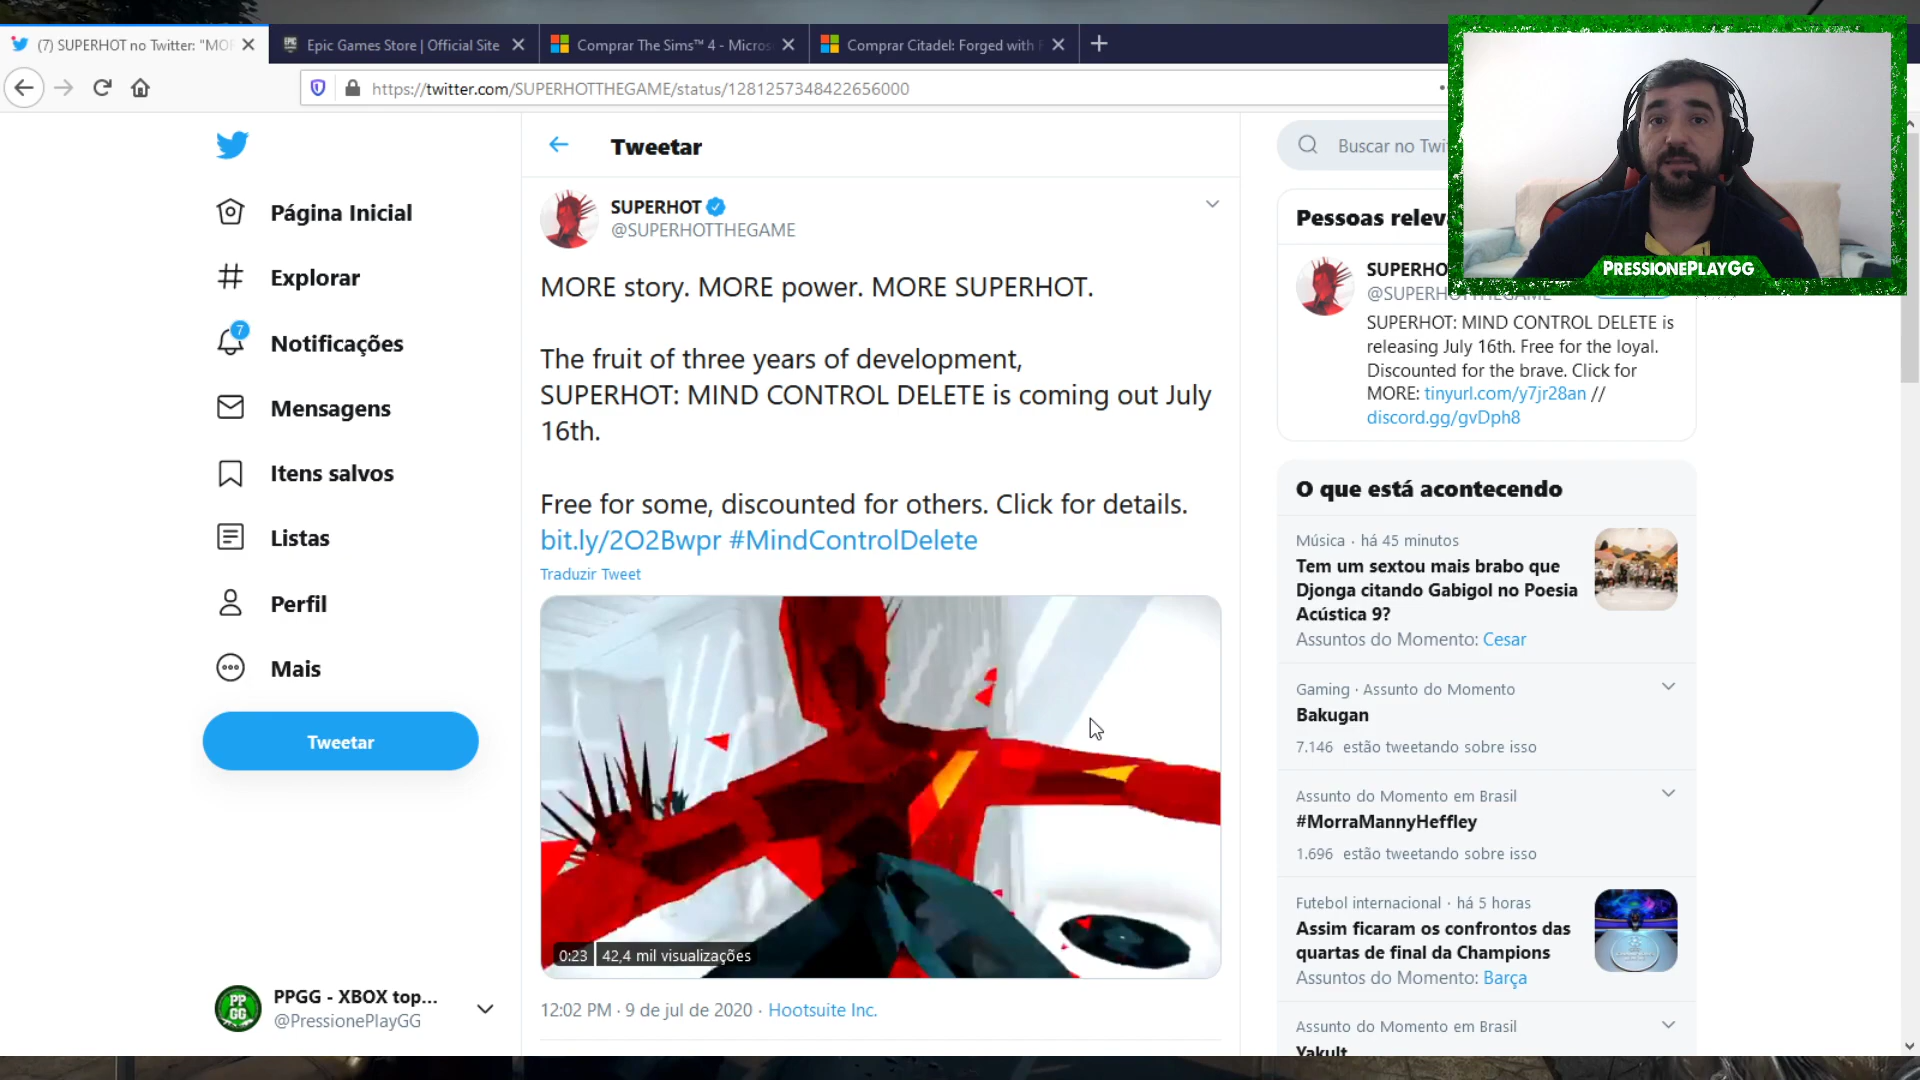 (7) SUPERHOT no Twitter: "MOR
Epic Games Store | Official Site
Comprar The Sims™ 4 - Micros
Comprar Citadel: Forged with F
https://twitter.com/SUPERHOTTHEGAME/status/1281257348422656000
PRESSIONEPLAYGG
Página Inicial
Explorar
7
Notificações
Mensagens
Itens salvos
Listas
Perfil
Mais
Tweetar
PP
GG
PPGG - XBOX top...
@PressionePlayGG
Tweetar
SUPERHOT
@SUPERHOTTHEGAME
MORE story. MORE power. MORE SUPERHOT.
The fruit of three years of development,
SUPERHOT: MIND CONTROL DELETE is coming out July
16th.
Free for some, discounted for others. Click for details.
bit.ly/2O2Bwpr #MindControlDelete
Traduzir Tweet
0:23 42,4 mil visualizações
12:02 PM · 9 de jul de 2020 · Hootsuite Inc.
Buscar no Twi
Pessoas relev
SUPERHO
@SUPERHOTTHEGAME
SUPERHOT: MIND CONTROL DELETE is
releasing July 16th. Free for the loyal.
Discounted for the brave. Click for
MORE: tinyurl.com/y7jr28an //
discord.gg/gvDph8
O que está acontecendo
Música · há 45 minutos
Tem um sextou mais brabo que
Djonga citando Gabigol no Poesia
Acústica 9?
Assuntos do Momento: Cesar
Gaming · Assunto do Momento
Bakugan
7.146 estão tweetando sobre isso
Assunto do Momento em Brasil
#MorraMannyHeffley
1.696 estão tweetando sobre isso
Futebol internacional · há 5 horas
Assim ficaram os confrontos das
quartas de final da Champions
Assuntos do Momento: Barça
Assunto do Momento em Brasil
Yakult